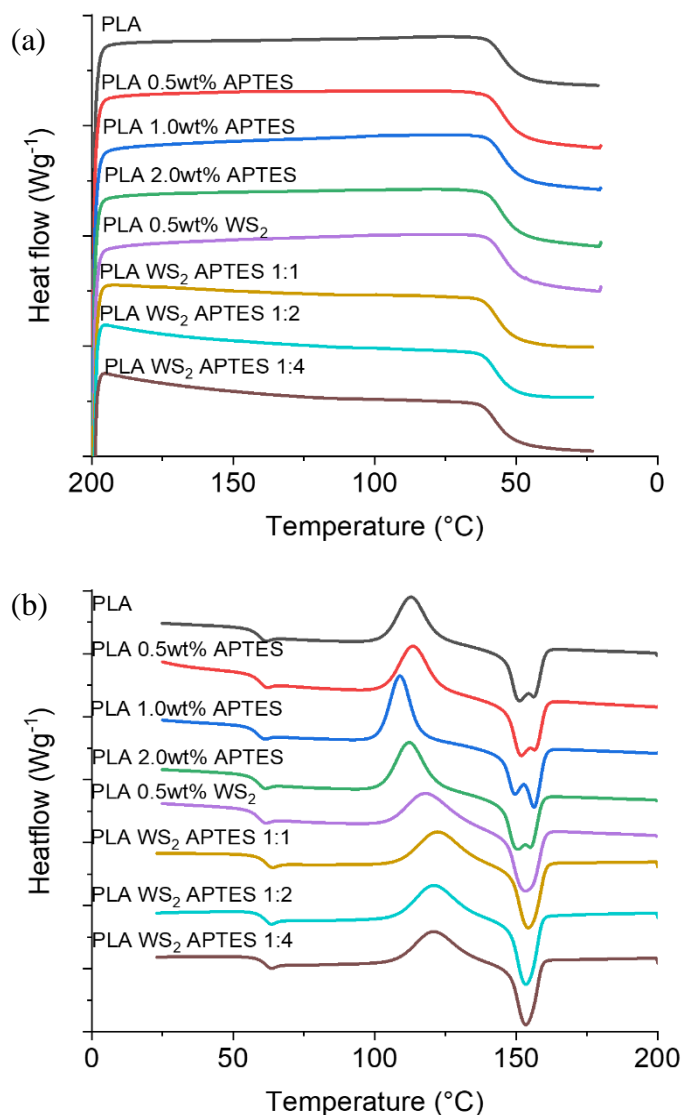 (a)
PLA
PLA 0.5wt% APTES
PLA 1.0wt% APTES
PLA 2.0wt% APTES
PLA 0.5wt% WS₂
PLA WS₂ APTES 1:1
PLA WS₂ APTES 1:2
PLA WS₂ APTES 1:4
Heat flow (Wg⁻¹)
200 150 100 50 0
Temperature (°C)
(b)
PLA
PLA 0.5wt% APTES
PLA 1.0wt% APTES
PLA 2.0wt% APTES
PLA 0.5wt% WS₂
PLA WS₂ APTES 1:1
PLA WS₂ APTES 1:2
PLA WS₂ APTES 1:4
Heatflow (Wg⁻¹)
0 50 100 150 200
Temperature (°C)